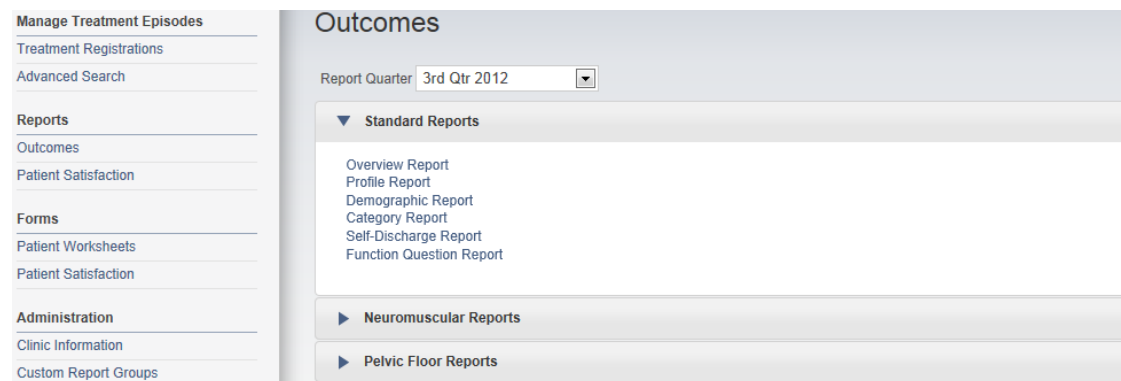 Manage Treatment Episodes
Treatment Registrations
Advanced Search
Reports
Outcomes
Patient Satisfaction
Forms
Patient Worksheets
Patient Satisfaction
Administration
Clinic Information
Custom Report Groups
Outcomes
Report Quarter 3rd Qtr 2012
Standard Reports
Overview Report
Profile Report
Demographic Report
Category Report
Self-Discharge Report
Function Question Report
Neuromuscular Reports
Pelvic Floor Reports